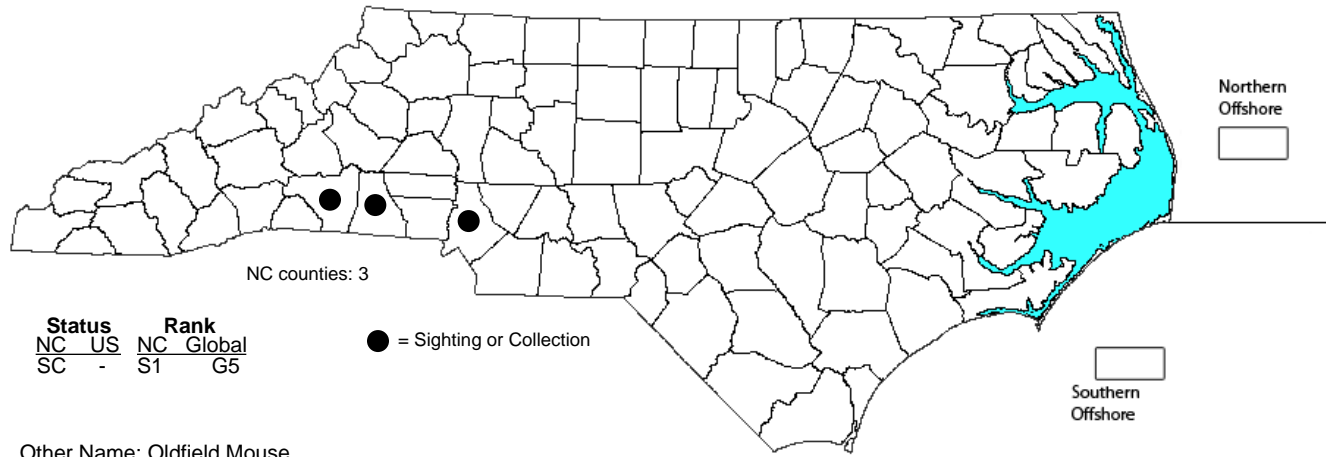 Northern
Offshore
NC counties: 3
Status Rank
NC US NC Global
SC - S1 G5
= Sighting or Collection
Southern
Offshore
Other Name: Oldfield Mouse